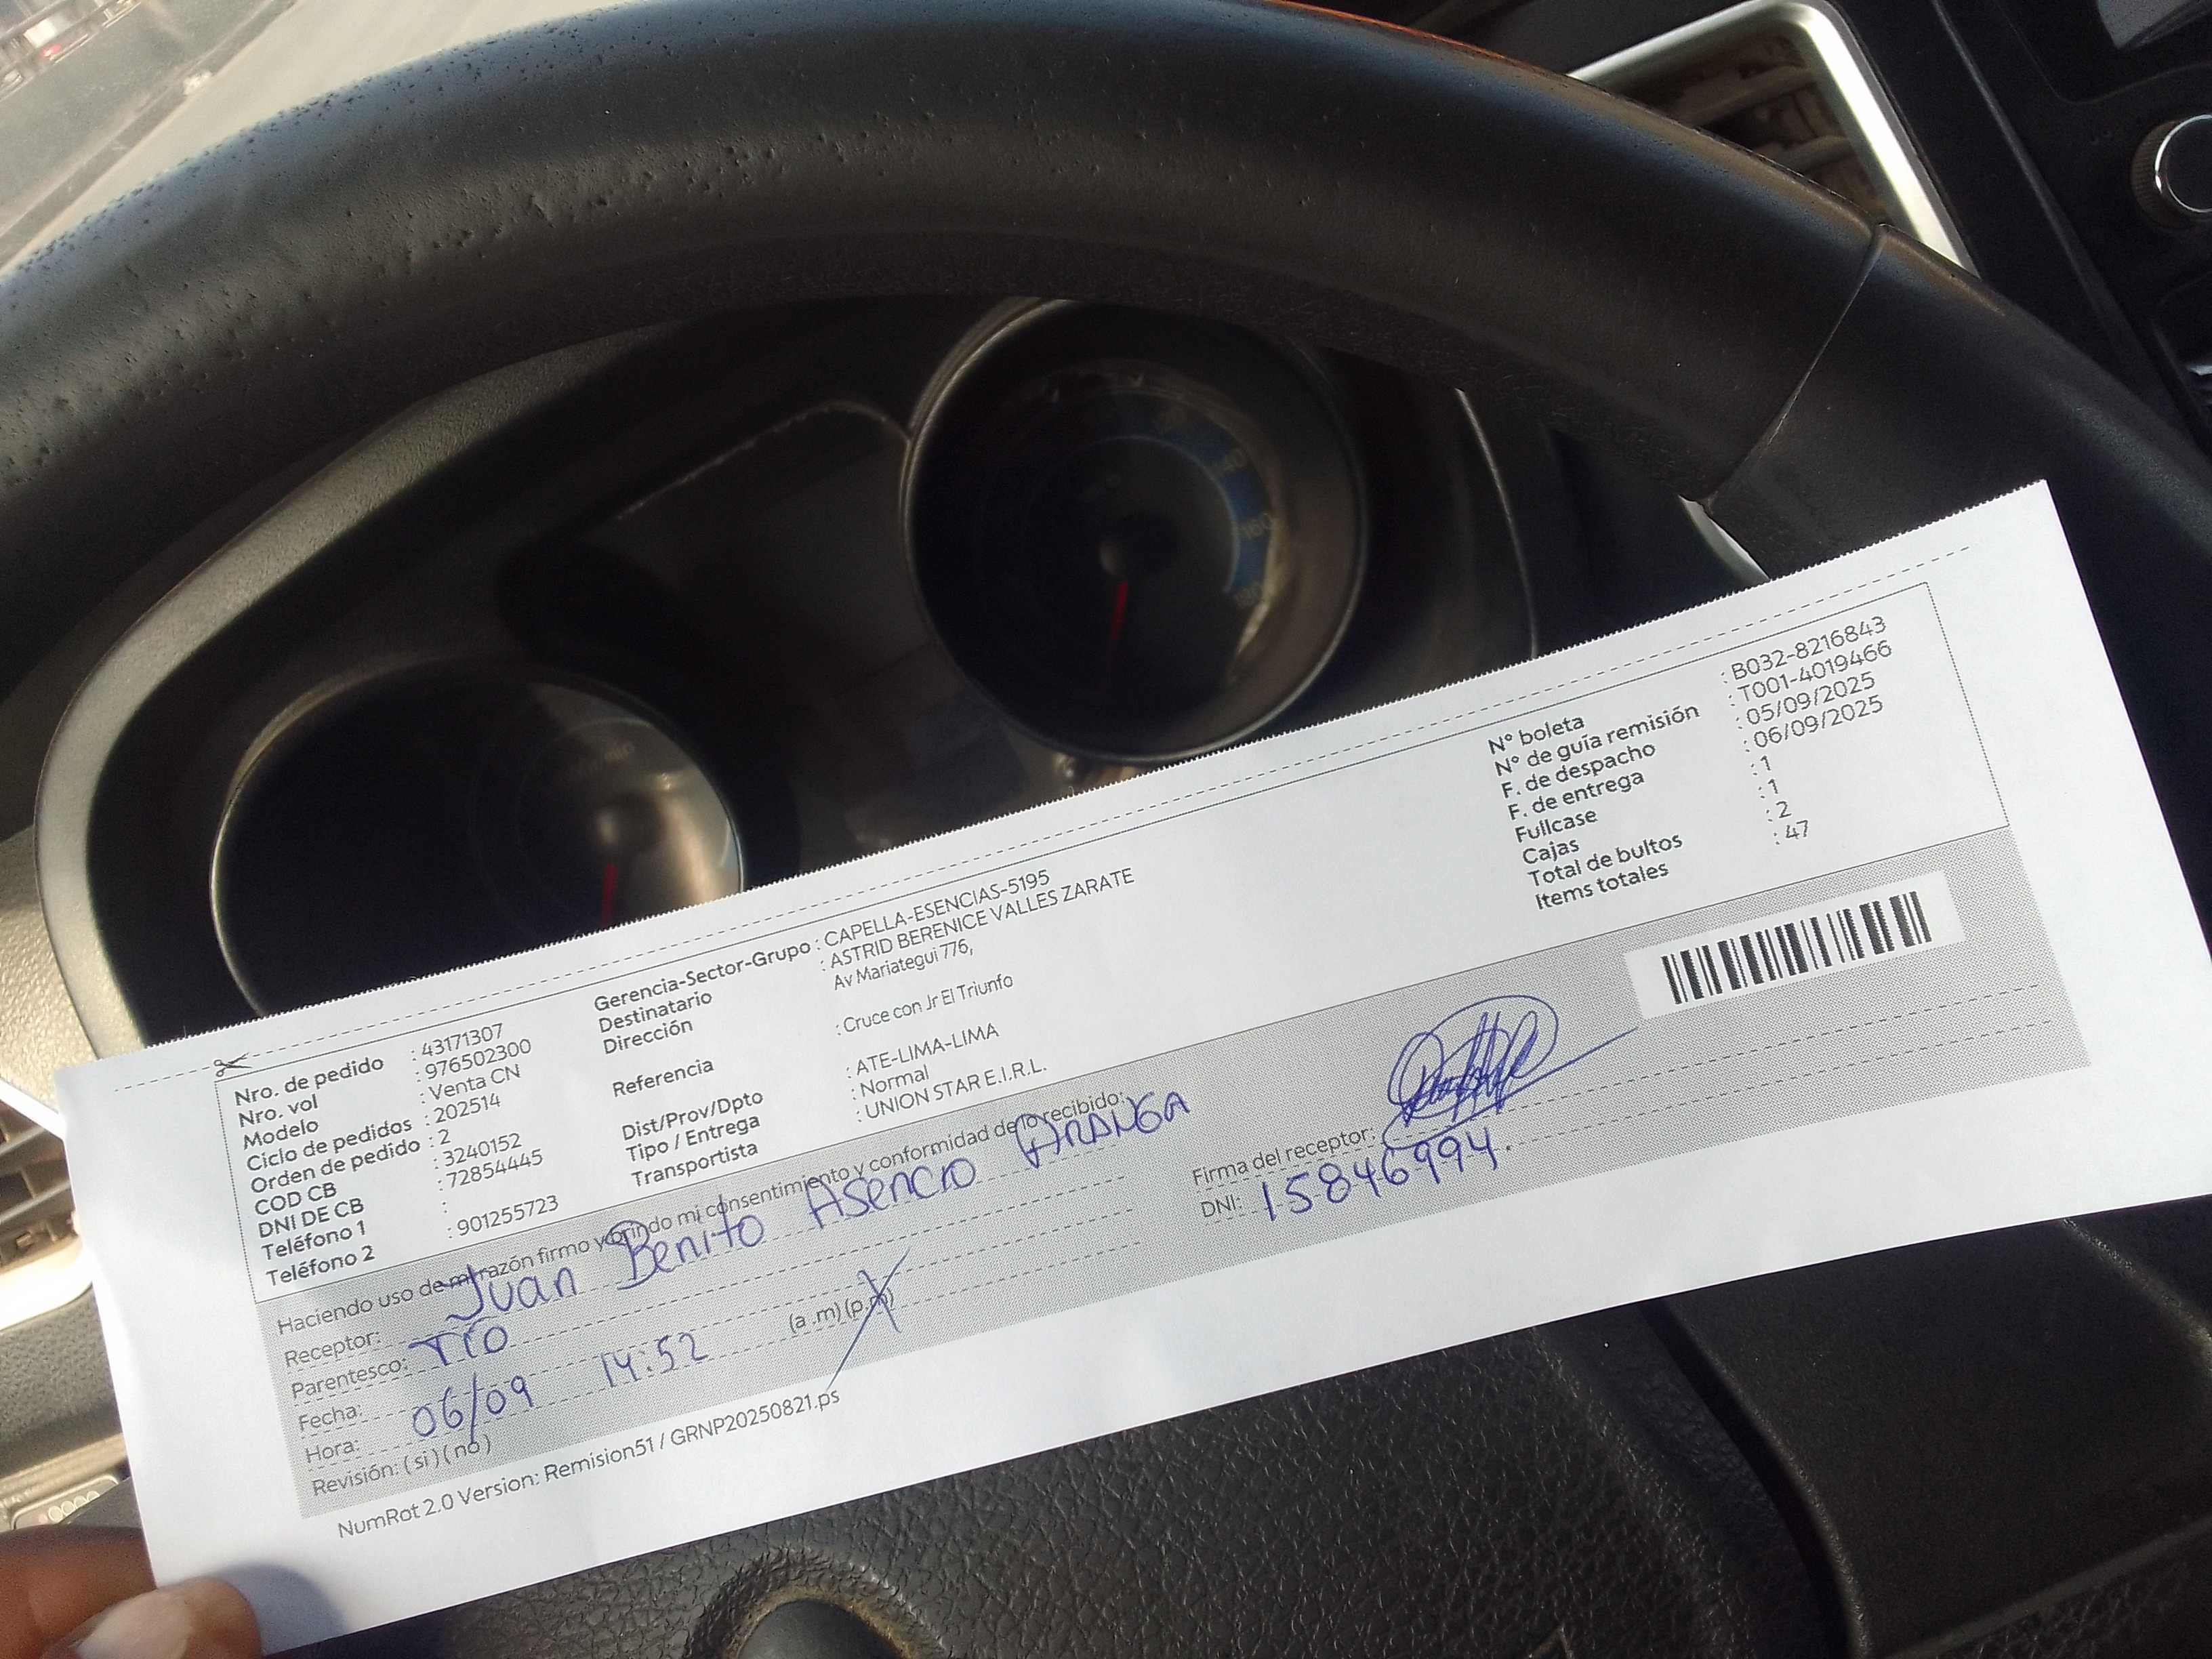 Nro. de pedido : 43171307
Nro. vol : 976502300
Modelo : Venta CN
Ciclo de pedidos : 202514
Orden de pedido : 2
COD CB : 3240152
DNI DE CB : 72854445
Teléfono 1 :
Teléfono 2 : 901255723
Gerencia-Sector-Grupo : CAPELLA-ESENCIAS-5195
Destinatario : ASTRID BERENICE VALLES ZARATE
Dirección Av Mariategui 776,
Referencia : Cruce con Jr El Triunfo
Dist/Prov/Dpto : ATE-LIMA-LIMA
Tipo / Entrega : Normal
Transportista : UNION STAR E.I.R.L.
N° boleta : B032-8216843
N° de guía remisión : T001-4019466
F. de despacho : 05/09/2025
F. de entrega : 06/09/2025
Fullcase : 1
Cajas : 1
Total de bultos : 2
Items totales : 47
Haciendo uso de mi razón firmo y brindo mi consentimiento y conformidad de lo recibido:
Receptor: Juan Benito Asencio ARANGA
Parentesco: TÍO
Fecha: 06/09
Hora: 14:52 (a.m) (p.m)
Revisión: ( si ) ( no )
Firma del receptor:
DNI: 15846994.
NumRot 2.0 Version: Remision51 / GRNP20250821.ps